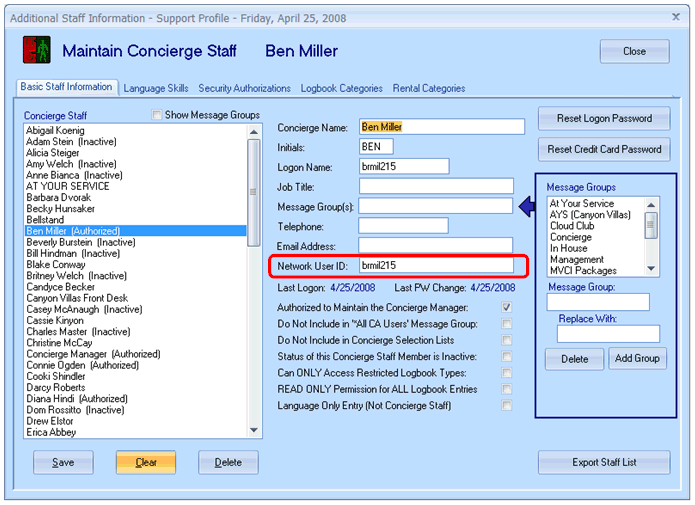 Additional Staff Information - Support Profile - Friday, April 25, 2008
Maintain Concierge Staff Ben Miller
Close
Basic Staff Information Language Skills Security Authorizations Logbook Categories Rental Categories
Concierge Staff Show Message Groups
Abigail Koenig
Adam Stein (Inactive)
Alicia Steiger
Amy Welch (Inactive)
Anne Bianca (Inactive)
AT YOUR SERVICE
Barbara Dvorak
Becky Hunsaker
Bellstand
Ben Miller (Authorized)
Beverly Burstein (Inactive)
Bill Hindman (Inactive)
Blake Conway
Britney Welch (Inactive)
Candyce Becker
Canyon Villas Front Desk
Casey McAnaugh (Inactive)
Cassie Kinyon
Charles Master (Inactive)
Christine McCay
Concierge Manager (Authorized)
Connie Ogden (Authorized)
Cooki Shindler
Darcy Roberts
Diana Hindi (Authorized)
Dom Rossitto (Inactive)
Drew Elstor
Erica Abbey
Save
Clear
Delete
Concierge Name: Ben Miller
Initials: BEN
Logon Name: brmil215
Job Title:
Message Group(s):
Telephone:
Email Address:
Network User ID: brmil215
Last Logon: 4/25/2008 Last PW Change: 4/25/2008
Authorized to Maintain the Concierge Manager:
Do Not Include in '*All CA Users' Message Group:
Do Not Include in Concierge Selection Lists
Status of this Concierge Staff Member is Inactive:
Can ONLY Access Restricted Logbook Types:
READ ONLY Permission for ALL Logbook Entries
Language Only Entry (Not Concierge Staff)
Reset Logon Password
Reset Credit Card Password
Message Groups
At Your Service
AYS (Canyon Villas)
Cloud Club
Concierge
In House
Management
MVCI Packages
Message Group:
Replace With:
Delete
Add Group
Export Staff List